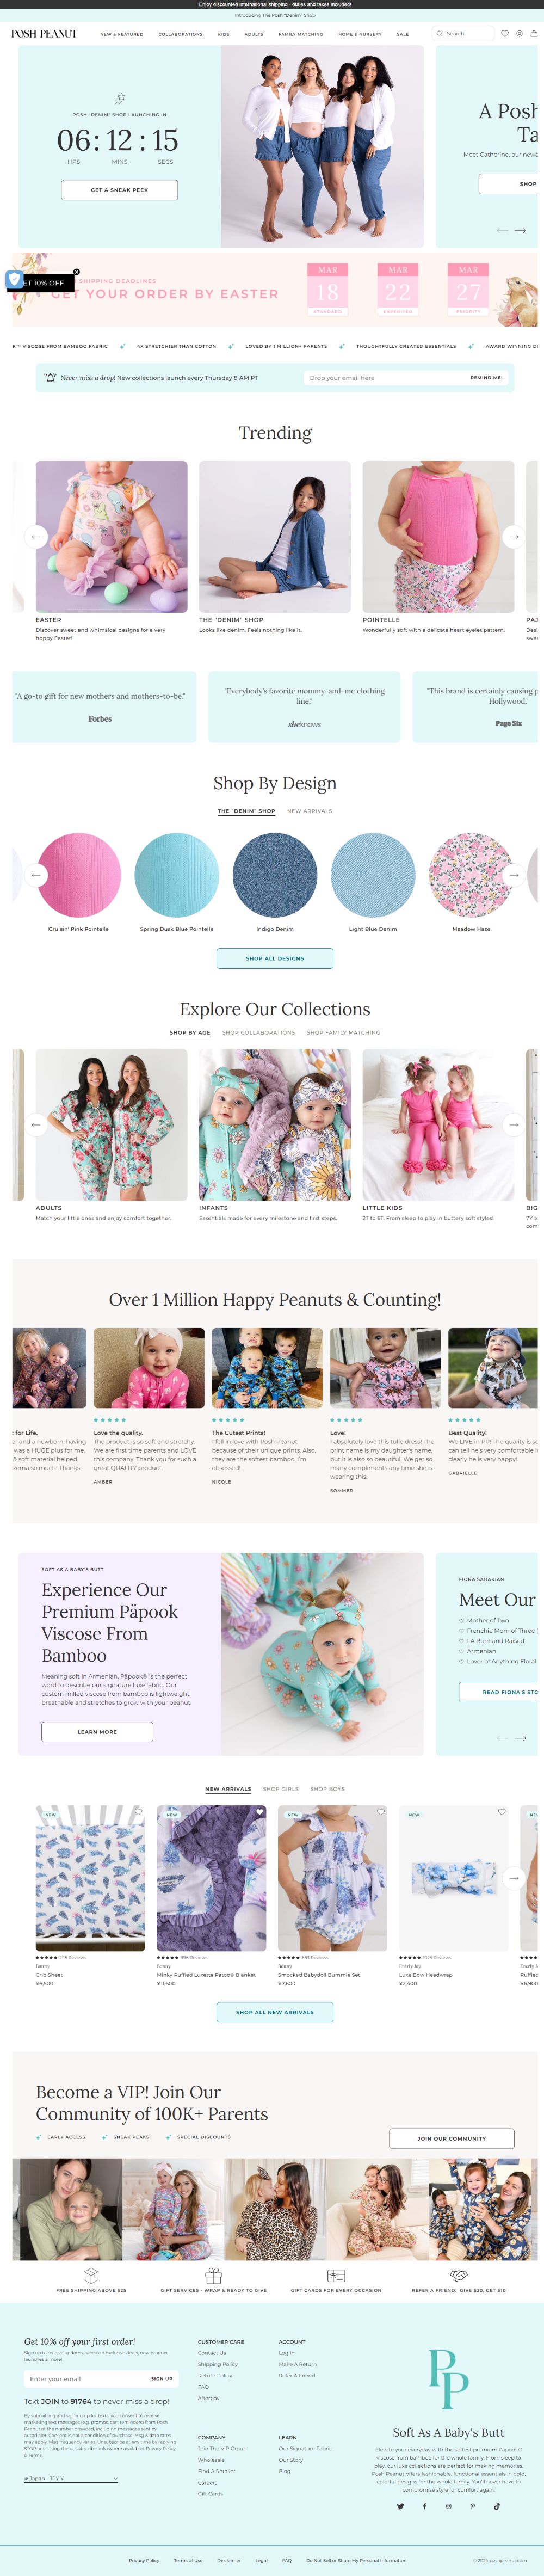 Enjoy discounted international shipping - duties and taxes included!
Introducing The Posh "Denim" Shop
POSH PEANUT
NEW & FEATURED
COLLABORATIONS
KIDS
ADULTS
FAMILY MATCHING
HOME & NURSERY
SALE
Search
POSH "DENIM" SHOP LAUNCHING IN
06 : 12 : 15
HRS MINS SECS
GET A SNEAK PEEK
A Posh
Ta
Meet Catherine, our newe
SHOP
SHIPPING DEADLINES
GET YOUR ORDER BY EASTER
MAR 18 STANDARD
MAR 22 EXPEDITED
MAR 27 PRIORITY
ET 10% OFF
K™ VISCOSE FROM BAMBOO FABRIC
4X STRETCHIER THAN COTTON
LOVED BY 1 MILLION+ PARENTS
THOUGHTFULLY CREATED ESSENTIALS
AWARD WINNING DE
Never miss a drop! New collections launch every Thursday 8 AM PT
Drop your email here
REMIND ME!
Trending
EASTER
Discover sweet and whimsical designs for a very
hoppy Easter!
THE "DENIM" SHOP
Looks like denim. Feels nothing like it.
POINTELLE
Wonderfully soft with a delicate heart eyelet pattern.
PAJ
Desi
swee
"A go-to gift for new mothers and mothers-to-be."
Forbes
"Everybody's favorite mommy-and-me clothing
line."
sheknows
"This brand is certainly causing p
Hollywood."
Page Six
Shop By Design
THE "DENIM" SHOP
NEW ARRIVALS
Cruisin' Pink Pointelle
Spring Dusk Blue Pointelle
Indigo Denim
Light Blue Denim
Meadow Haze
SHOP ALL DESIGNS
Explore Our Collections
SHOP BY AGE
SHOP COLLABORATIONS
SHOP FAMILY MATCHING
ADULTS
Match your little ones and enjoy comfort together.
INFANTS
Essentials made for every milestone and first steps.
LITTLE KIDS
2T to 6T. From sleep to play in buttery soft styles!
BIG
7Y to
com
Over 1 Million Happy Peanuts & Counting!
t for Life.
er and a newborn, having
was a HUGE plus for me.
& soft material helped
zema so much! Thanks
Love the quality.
The product is so soft and stretchy.
We are first time parents and LOVE
this company. Thank you for such a
great QUALITY product.
AMBER
The Cutest Prints!
I fell in love with Posh Peanut
because of their unique prints. Also,
they are the softest bamboo. I'm
obsessed!
NICOLE
Love!
I absolutely love this tulle dress! The
print is my daughter's name name,
but it is also so beautiful. We get so
many compliments any time she is
wearing this.
SOMMER
Best Quality!
We LIVE in PP! The quality is so
can tell he's very comfortable i
clearly he is very happy!
GABRIELLE
SOFT AS A BABY'S BUTT
Experience Our
Premium Päpook
Viscose From
Bamboo
Meaning soft in Armenian, Päpook® is the perfect
word to describe our signature luxe fabric. Our
custom milled viscose from bamboo is lightweight,
breathable and stretches to grow with your peanut.
LEARN MORE
FIONA SAHAKIAN
Meet Our
Mother of Two
Frenchie Mom of Three
LA Born and Raised
Armenian
Lover of Anything Floral
READ FIONA'S STO
NEW ARRIVALS
SHOP GIRLS
SHOP BOYS
NEW
Bowsy
Crib Sheet
¥6,500
NEW
Bowsy
Minky Ruffled Luxette Patoo® Blanket
¥11,600
NEW
Bowsy
Smocked Babydoll Bummie Set
¥7,600
NEW
Everly Joy
Luxe Bow Headwrap
¥2,400
Ruffled
¥6,900
SHOP ALL NEW ARRIVALS
Become a VIP! Join Our
Community of 100K+ Parents
EARLY ACCESS
SNEAK PEAKS
SPECIAL DISCOUNTS
JOIN OUR COMMUNITY
FREE SHIPPING ABOVE $25
GIFT SERVICES - WRAP & READY TO GIVE
GIFT CARDS FOR EVERY OCCASION
REFER A FRIEND: GIVE $20, GET $10
Get 10% off your first order!
Sign up to receive updates, access to exclusive deals, new product
launches & more!
Enter your email
SIGN UP
Text JOIN to 91764 to never miss a drop!
By submitting and signing up for texts, you consent to receive
marketing text messages (e.g. promos, cart reminders) from Posh
Peanut at the number provided, including messages sent by
autodialer. Consent is not a condition of purchase. Msg & data rates
may apply. Msg frequency varies. Unsubscribe at any time by replying
STOP or clicking the unsubscribe link (where available). Privacy Policy
& Terms.
Japan - JPY ¥
CUSTOMER CARE
Contact Us
Shipping Policy
Return Policy
FAQ
Afterpay
ACCOUNT
Log In
Make A Return
Refer A Friend
COMPANY
Join The VIP Group
Wholesale
Find A Retailer
Careers
Gift Cards
LEARN
Our Signature Fabric
Our Story
Blog
PP
Soft As A Baby's Butt
Elevate your everyday with the softest premium Päpook®
viscose from bamboo for the whole family. From sleep to
play, our luxe collections are perfect for making memories.
Posh Peanut offers fashionable, functional essentials in bold,
colorful designs for the whole family. You'll never have to
compromise style for comfort again.
Privacy Policy
Terms of Use
Disclaimer
Legal
FAQ
Do Not Sell or Share My Personal Information
© 2024 poshpeanut.com